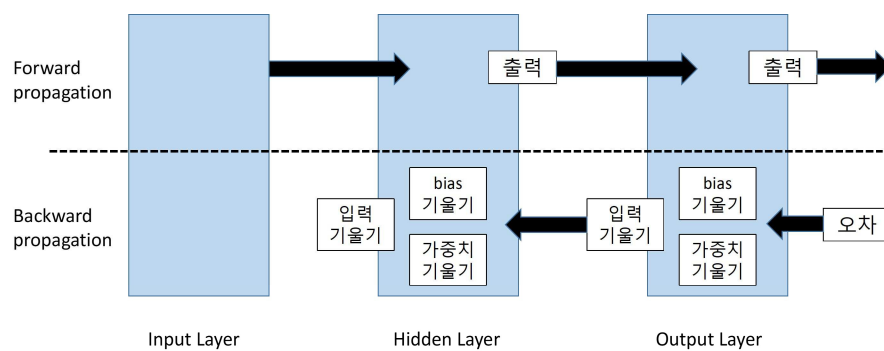 Forward
propagation
출력
출력
Backward
propagation
입력
기울기
bias
기울기
가중치
기울기
입력
기울기
bias
기울기
가중치
기울기
오차
Input Layer
Hidden Layer
Output Layer